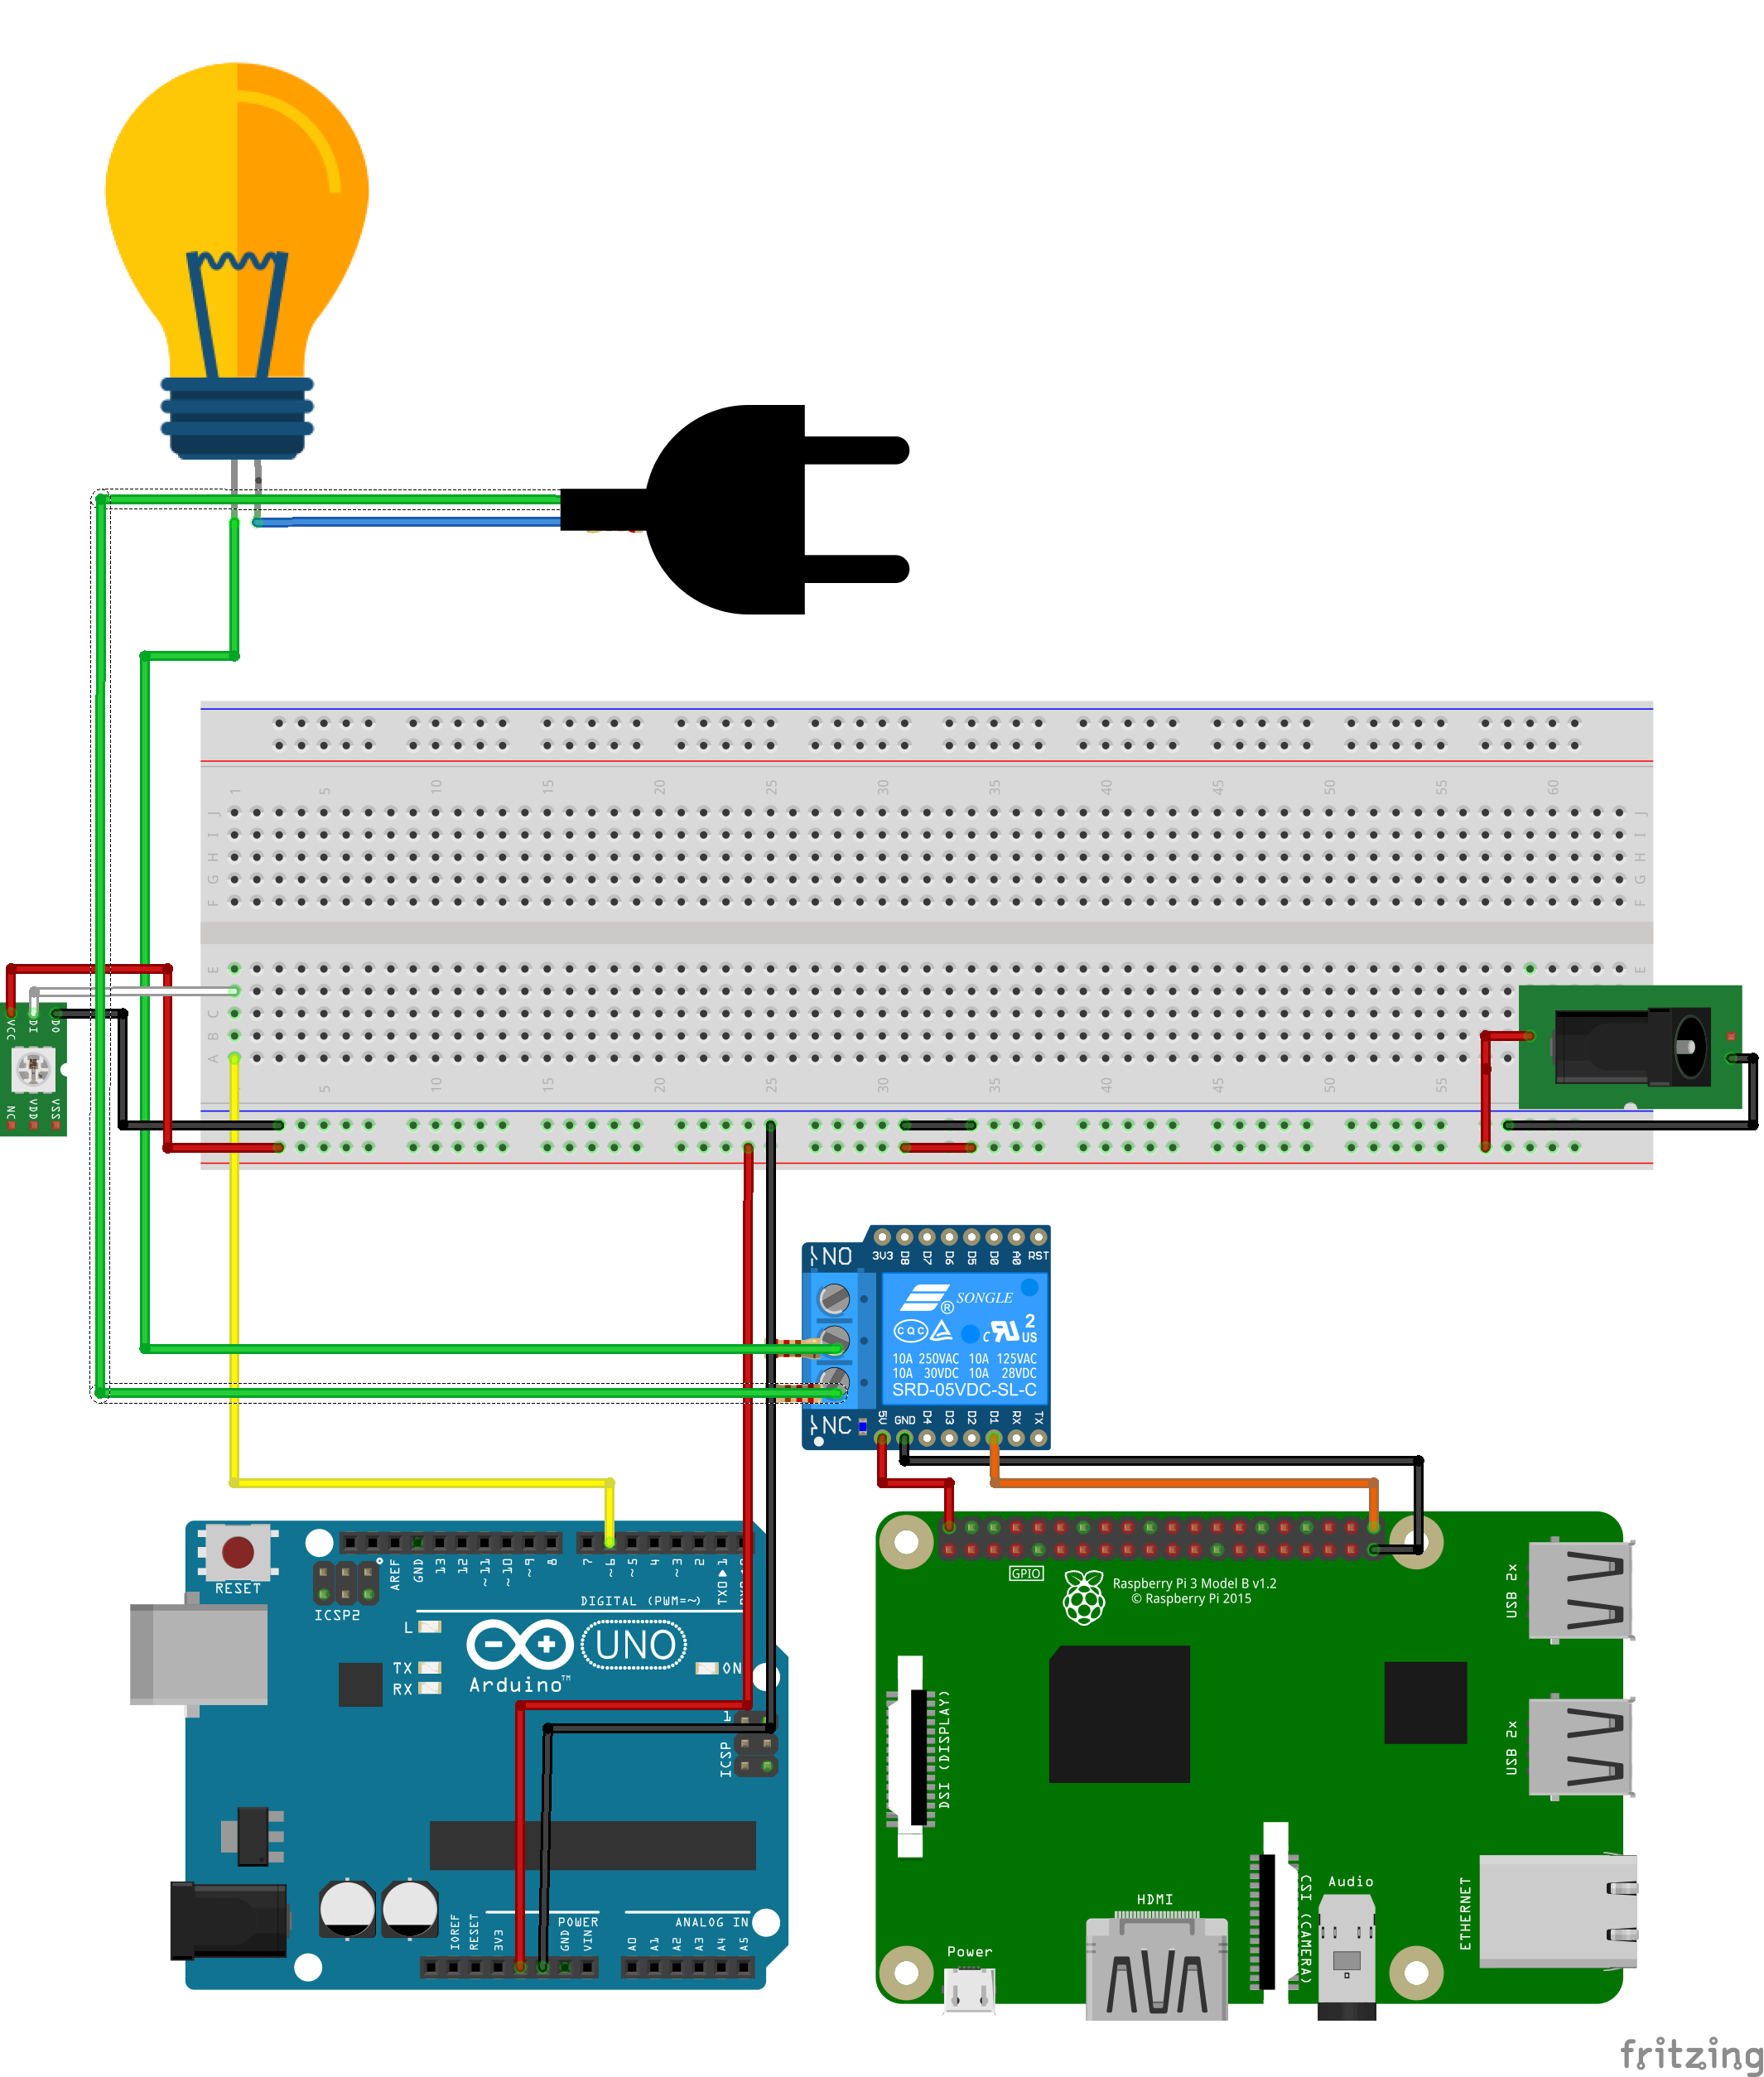 1 5 10 15 20 25 30 35 40 45 50 55 60
J J
I I
H H
G G
F F
E E
D
C
B
A
5 10 15 20 25 30 35 40 45 50 55
VCC DI DO
NC VDD VSS
NO
3V3 D8 D7 D6 D5 D0 A0 RST
® SONGLE
CQC c US 2
10A 250VAC 10A 125VAC
10A 30VDC 10A 28VDC
SRD-05VDC-SL-C
NC
5V GND D4 D3 D2 D1 RX TX
RESET
ICSP2
AREF GND 13 12 ~11 ~10 ~9 8 7 ~6 ~5 4 ~3 2 TX0 1
DIGITAL (PWM=~)
L
TX
RX
UNO
ON
Arduino™
1
ICSP
POWER
ANALOG IN
IOREF RESET 3V3 GND VIN A0 A1 A2 A3 A4 A5
GPIO
Raspberry Pi 3 Model B v1.2
© Raspberry Pi 2015
USB 2x
USB 2x
DSI (DISPLAY)
CSI (CAMERA)
ETHERNET
Audio
HDMI
Power
fritzing